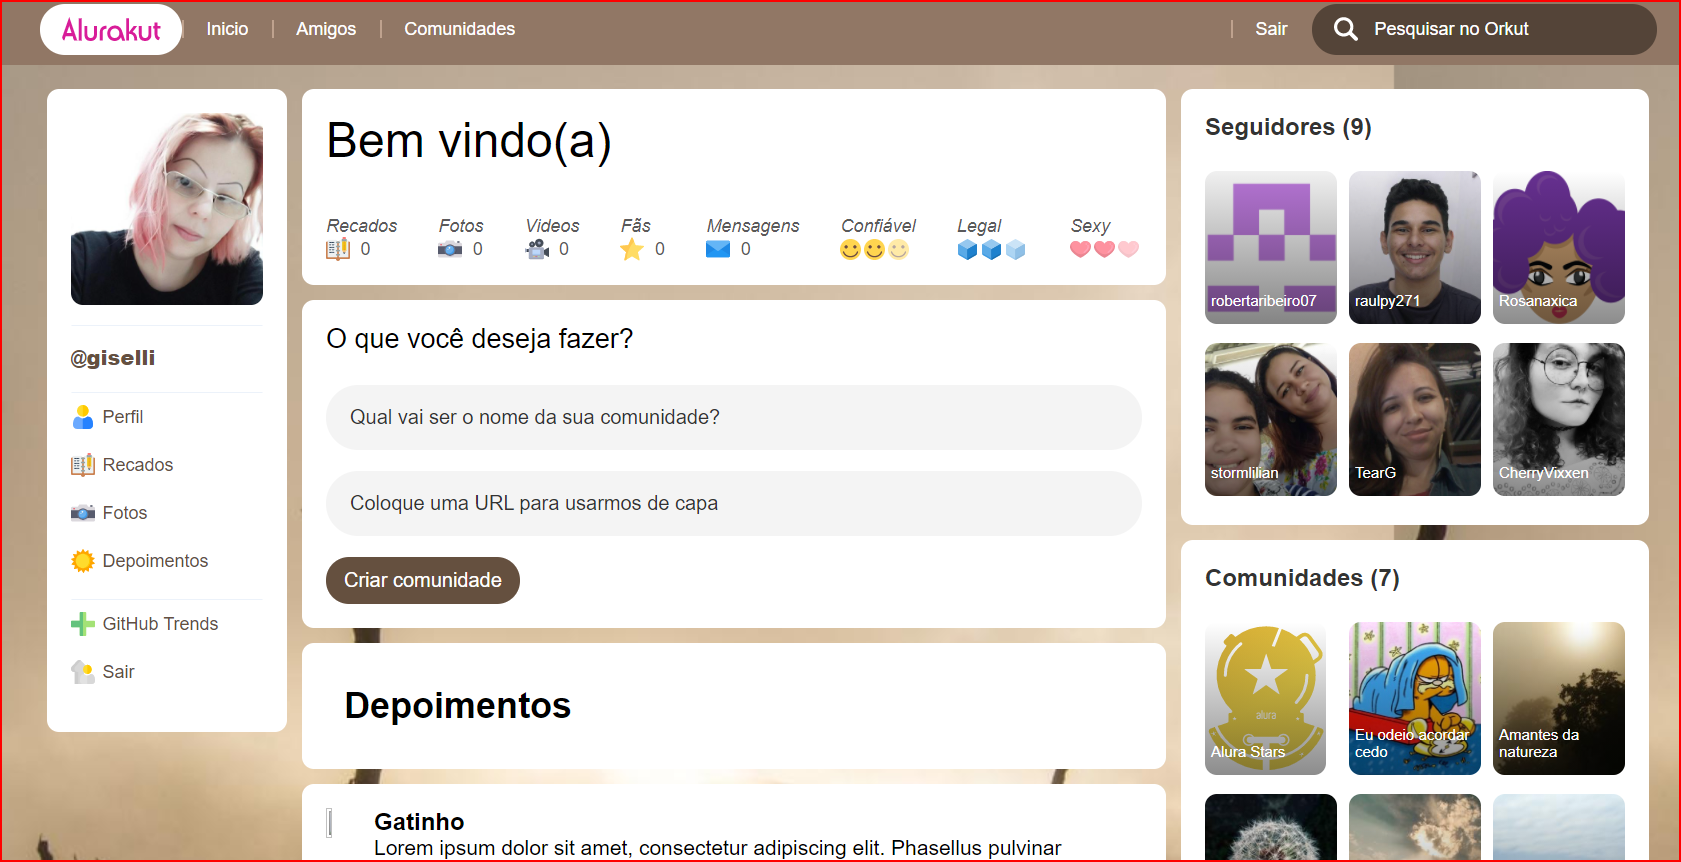 Alurakut
Inicio
Amigos
Comunidades
Sair
Pesquisar no Orkut
@giselli
Perfil
Recados
Fotos
Depoimentos
GitHub Trends
Sair
Bem vindo(a)
Recados
0
Fotos
0
Videos
0
Fãs
0
Mensagens
0
Confiável
Legal
Sexy
O que você deseja fazer?
Qual vai ser o nome da sua comunidade?
Coloque uma URL para usarmos de capa
Criar comunidade
Depoimentos
Gatinho
Lorem ipsum dolor sit amet, consectetur adipiscing elit. Phasellus pulvinar
Seguidores (9)
robertaribeiro07
raulpy271
Rosanaxica
stormlilian
TearG
CherryVixxen
Comunidades (7)
alura
Alura Stars
Eu odeio acordar
cedo
Amantes da
natureza